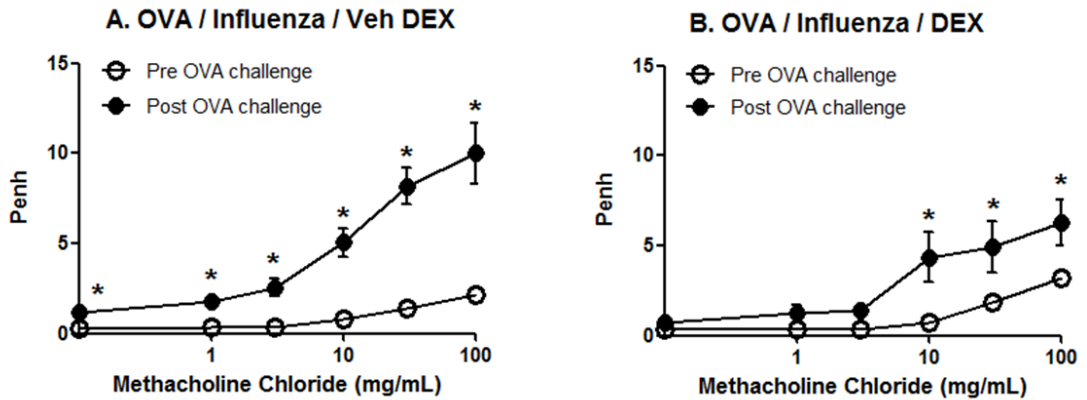 A. OVA / Influenza / Veh DEX
15
10
5
0
Penh
Pre OVA challenge
Post OVA challenge
*
*
*
*
*
*
1
10
100
Methacholine Chloride (mg/mL)
B. OVA / Influenza / DEX
15
10
5
0
Penh
Pre OVA challenge
Post OVA challenge
*
*
*
1
10
100
Methacholine Chloride (mg/mL)